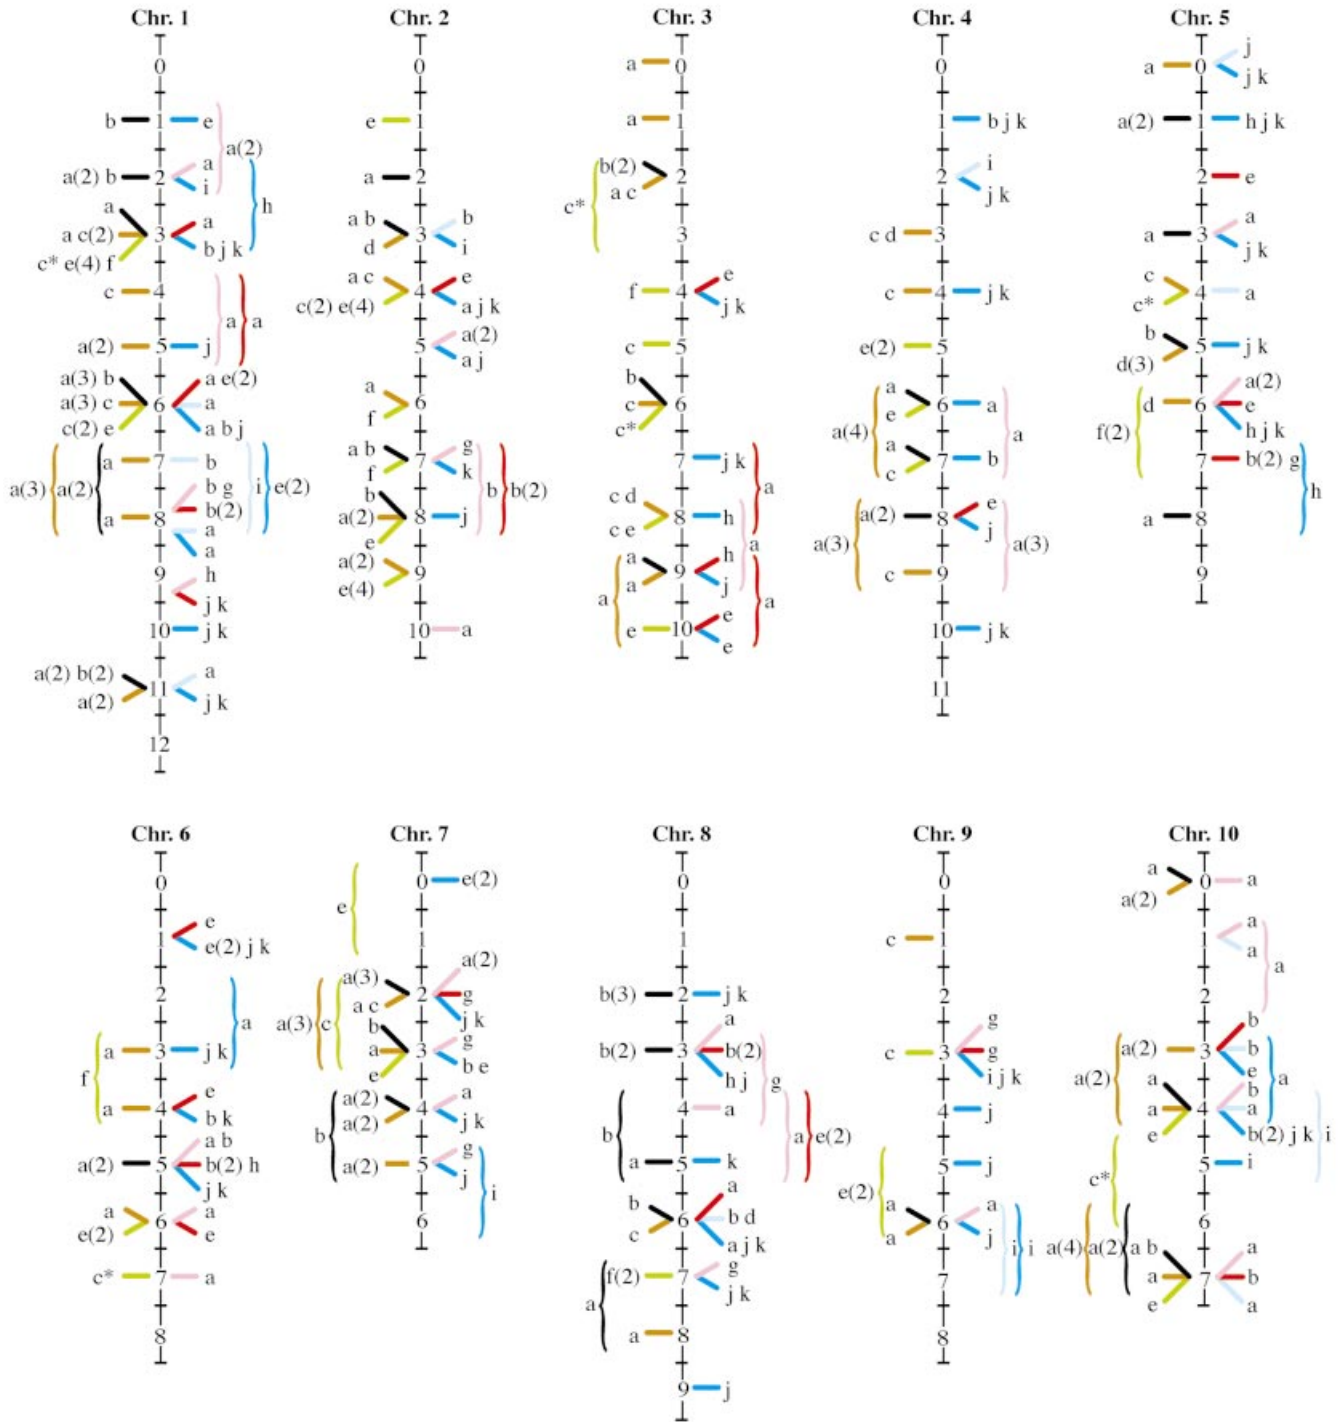 Chr. 1 Chr. 2 Chr. 3 Chr. 4 Chr. 5
0 0 a 0 0 a 0 j
j k
b 1 e e 1 a 1 1 b j k a(2) 1 h j k
a(2)
a(2) b 2 a i a 2 b(2) a c 2 2 i j k 2 e
h c*
a a c(2) c* e(4) f 3 a b j k a b d 3 b i 3 c d 3 a 3 a j k
c 4 a c c(2) e(4) 4 e a j k f 4 e j k c 4 j k c c* 4 a
a a
a(2) 5 j 5 a(2) a j c 5 e(2) 5 b d(3) 5 j k
a(3) b a(3) c c(2) e 6 a e(2) a a b j a f 6 b c c* 6 a e 6 a d 6 a(2) e h j k
a(4) a f(2)
a 7 b a b f 7 g k 7 j k a c 7 b 7 b(2) g
a(3) a(2) i e(2) b b(2) a h
a 8 b g b(2) a a b a(2) e 8 j c d c e 8 h a(2) 8 e j a 8
a a(3) a(3)
9 h j k a(2) e(4) 9 a a 9 h j c 9 9
a a
10 j k 10 a e 10 e e 10 j k
a(2) b(2) a(2) 11 a j k 11
12
Chr. 6 Chr. 7 Chr. 8 Chr. 9 Chr. 10
0 0 e(2) 0 0 a a(2) 0 a
e
1 e e(2) j k 1 1 c 1 1 a a
a
2 a(3) a c 2 a(2) g j k b(3) 2 j k 2 2
a a(3) c
a 3 j k b a e 3 g b e b(2) 3 a b(2) h j c 3 g g i j k a(2) 3 b b e
f g a(2) a
a 4 e b k a(2) a(2) 4 a j k 4 a 4 j a a e 4 b a b(2) j k
b b a e(2) i
a(2) 5 a b b(2) h j k a(2) 5 g j a 5 k 5 j 5 i
i e(2) c*
a e(2) 6 a e 6 b c 6 a b d a j k a a 6 a j 6
i i a(4) a(2) a
c* 7 a f(2) 7 g j k 7 a b a e 7 a b a
a
8 a 8 8
9 j